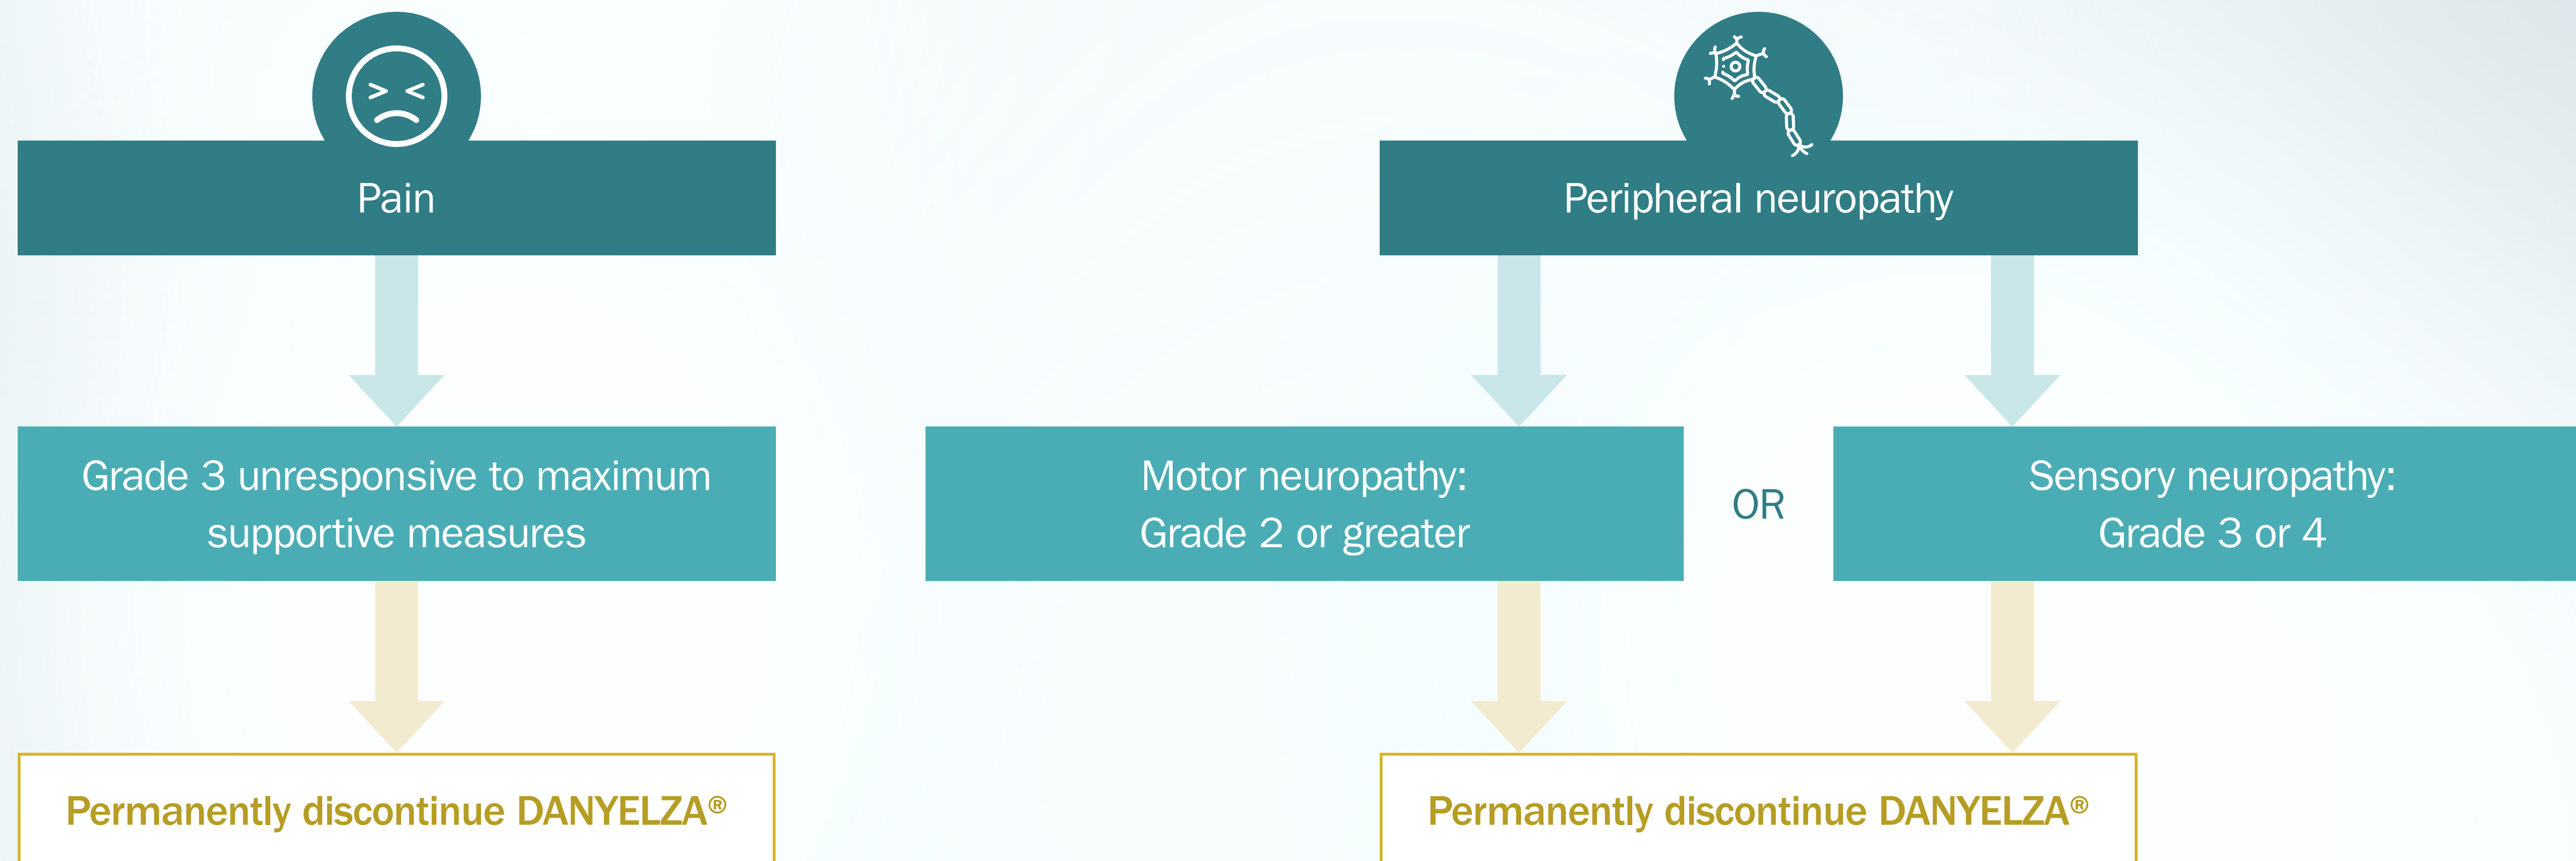 Pain
Grade 3 unresponsive to maximum
supportive measures
Permanently discontinue DANYELZA®
Peripheral neuropathy
Motor neuropathy:
Grade 2 or greater
OR
Sensory neuropathy:
Grade 3 or 4
Permanently discontinue DANYELZA®